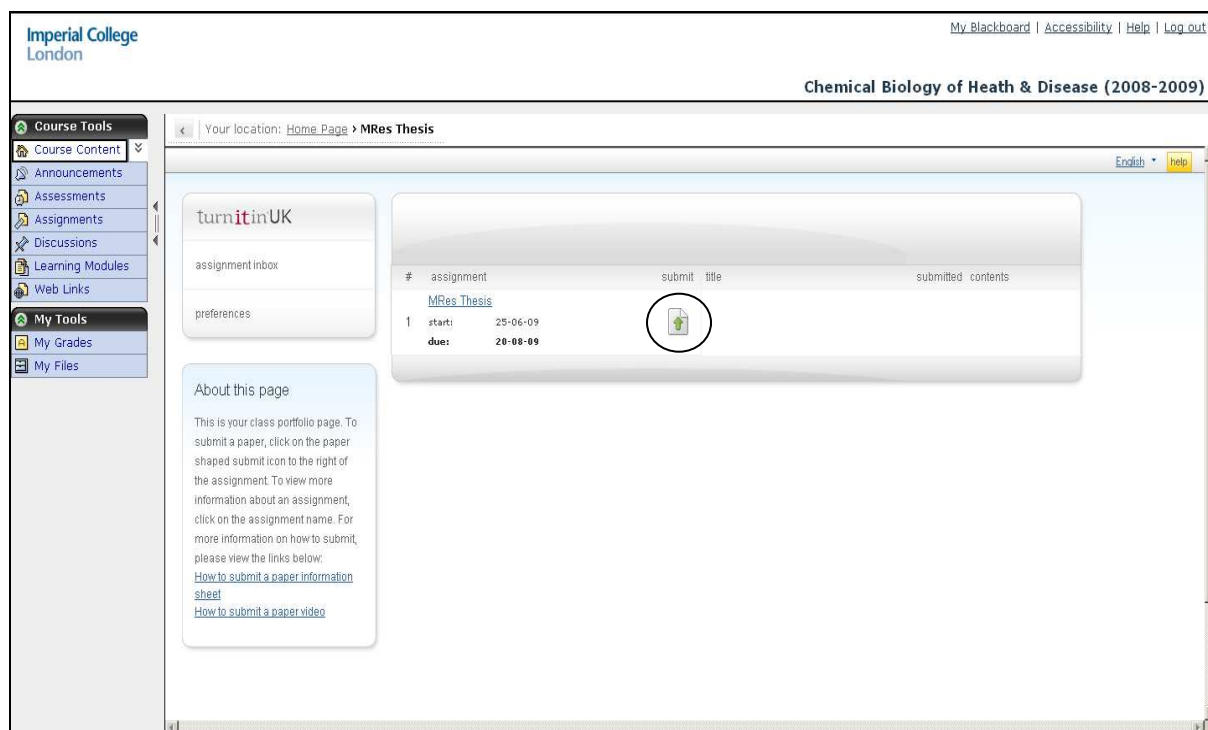 Imperial College
London
My Blackboard | Accessibility | Help | Log out
Chemical Biology of Heath & Disease (2008-2009)
Course Tools
Course Content
Announcements
Assessments
Assignments
Discussions
Learning Modules
Web Links
My Tools
My Grades
My Files
Your location: Home Page › MRes Thesis
English help
turnitin'UK
assignment inbox
preferences
About this page
This is your class portfolio page. To
submit a paper, click on the paper
shaped submit icon to the right of
the assignment. To view more
information about an assignment,
click on the assignment name. For
more information on how to submit,
please view the links below:
How to submit a paper information
sheet
How to submit a paper video
# assignment submit title submitted contents
MRes Thesis
1 start: 25-06-09
due: 20-08-09